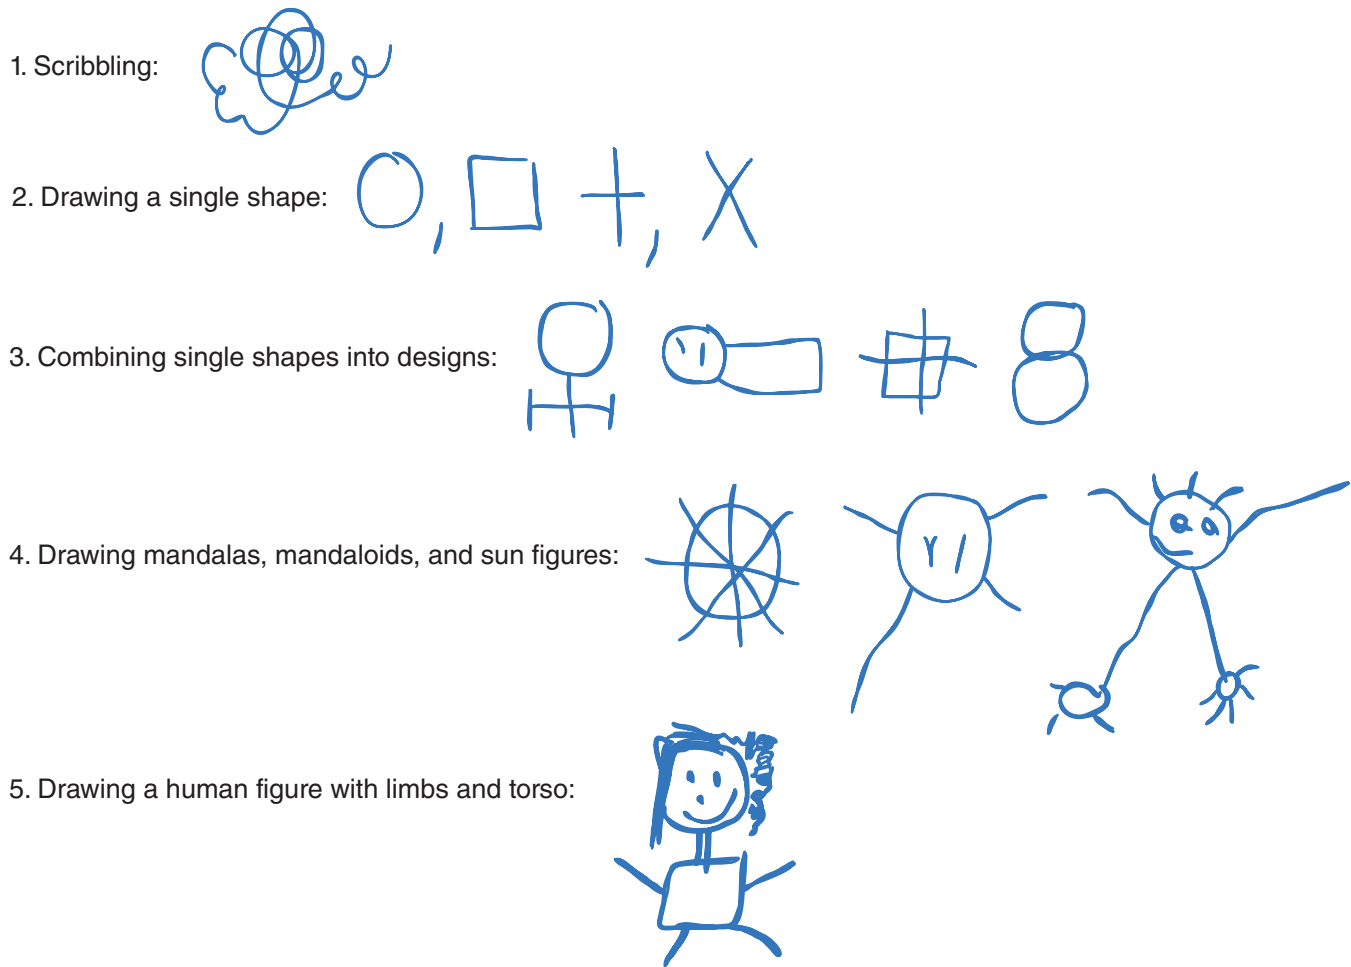 1. Scribbling:
2. Drawing a single shape:
3. Combining single shapes into designs:
4. Drawing mandalas, mandaloids, and sun figures:
5. Drawing a human figure with limbs and torso: